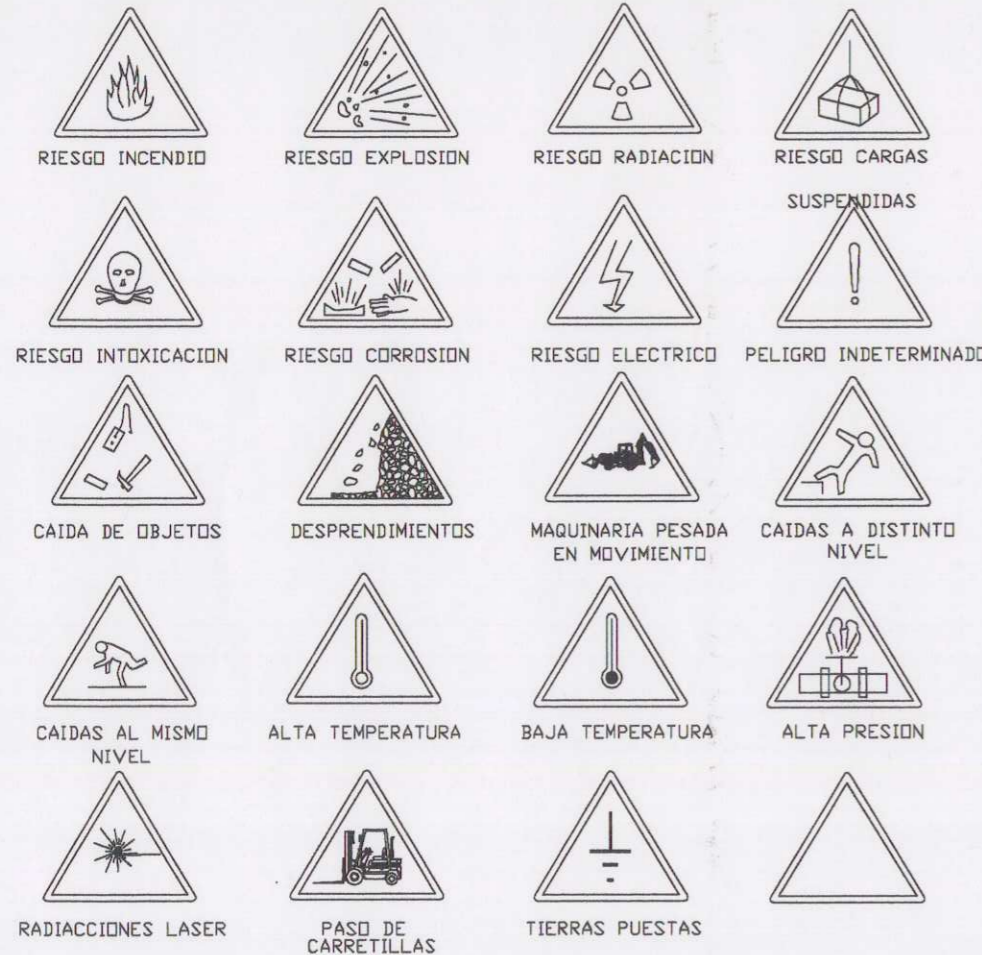 RIESGO INCENDIO
RIESGO EXPLOSION
RIESGO RADIACION
RIESGO CARGAS
SUSPENDIDAS
RIESGO INTOXICACION
RIESGO CORROSION
RIESGO ELECTRICO
PELIGRO INDETERMINADO
CAIDA DE OBJETOS
DESPRENDIMIENTOS
MAQUINARIA PESADA
EN MOVIMIENTO
CAIDAS A DISTINTO
NIVEL
CAIDAS AL MISMO
NIVEL
ALTA TEMPERATURA
BAJA TEMPERATURA
ALTA PRESION
RADIACCIONES LASER
PASO DE
CARRETILLAS
TIERRAS PUESTAS